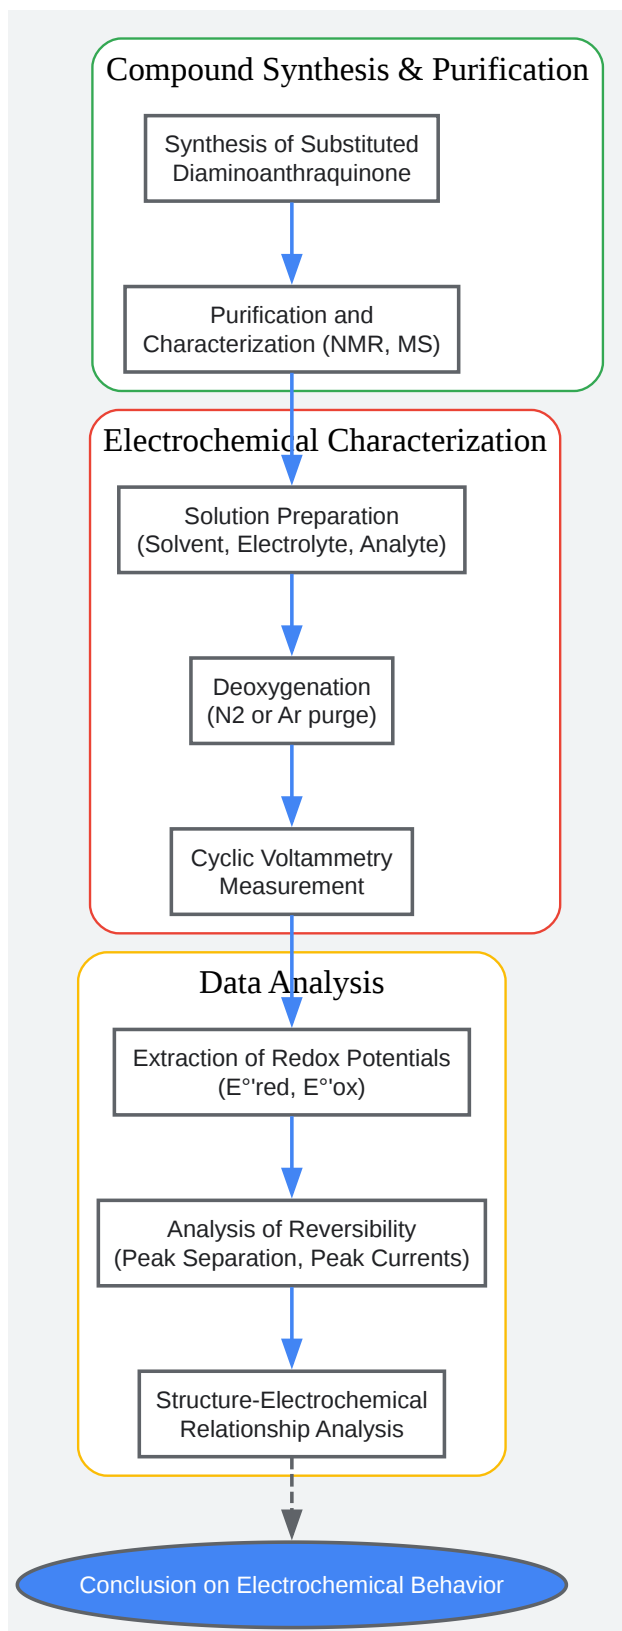 Compound Synthesis & Purification
Synthesis of Substituted
Diaminoanthraquinone
Purification and
Characterization (NMR, MS)
Electrochemical Characterization
Solution Preparation
(Solvent, Electrolyte, Analyte)
Deoxygenation
(N2 or Ar purge)
Cyclic Voltammetry
Measurement
Data Analysis
Extraction of Redox Potentials
(E°'red, E°'ox)
Analysis of Reversibility
(Peak Separation, Peak Currents)
Structure-Electrochemical
Relationship Analysis
Conclusion on Electrochemical Behavior